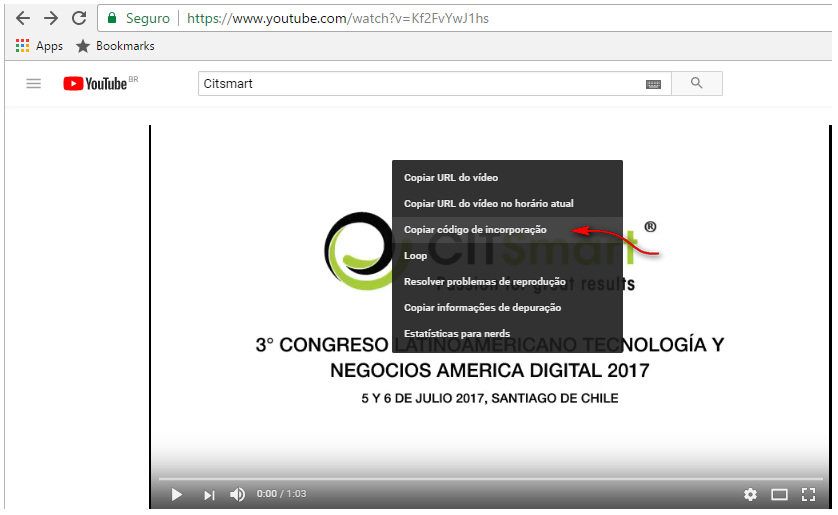 Seguro https://www.youtube.com/watch?v=Kf2FvYwJ1hs
Apps Bookmarks
YouTube BR Citsmart
Copiar URL do vídeo
Copiar URL do vídeo no horário atual
Copiar código de incorporação
Loop
Resolver problemas de reprodução
Copiar informações de depuração
Estatísticas para nerds
CITSmart ®
Passion for great results
3° CONGRESO LATINOAMERICANO TECNOLOGÍA Y
NEGOCIOS AMERICA DIGITAL 2017
5 Y 6 DE JULIO 2017, SANTIAGO DE CHILE
0:00 / 1:03